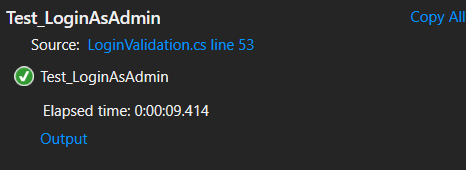 Test_LoginAsAdmin
Copy All
Source: LoginValidation.cs line 53
Test_LoginAsAdmin
Elapsed time: 0:00:09.414
Output